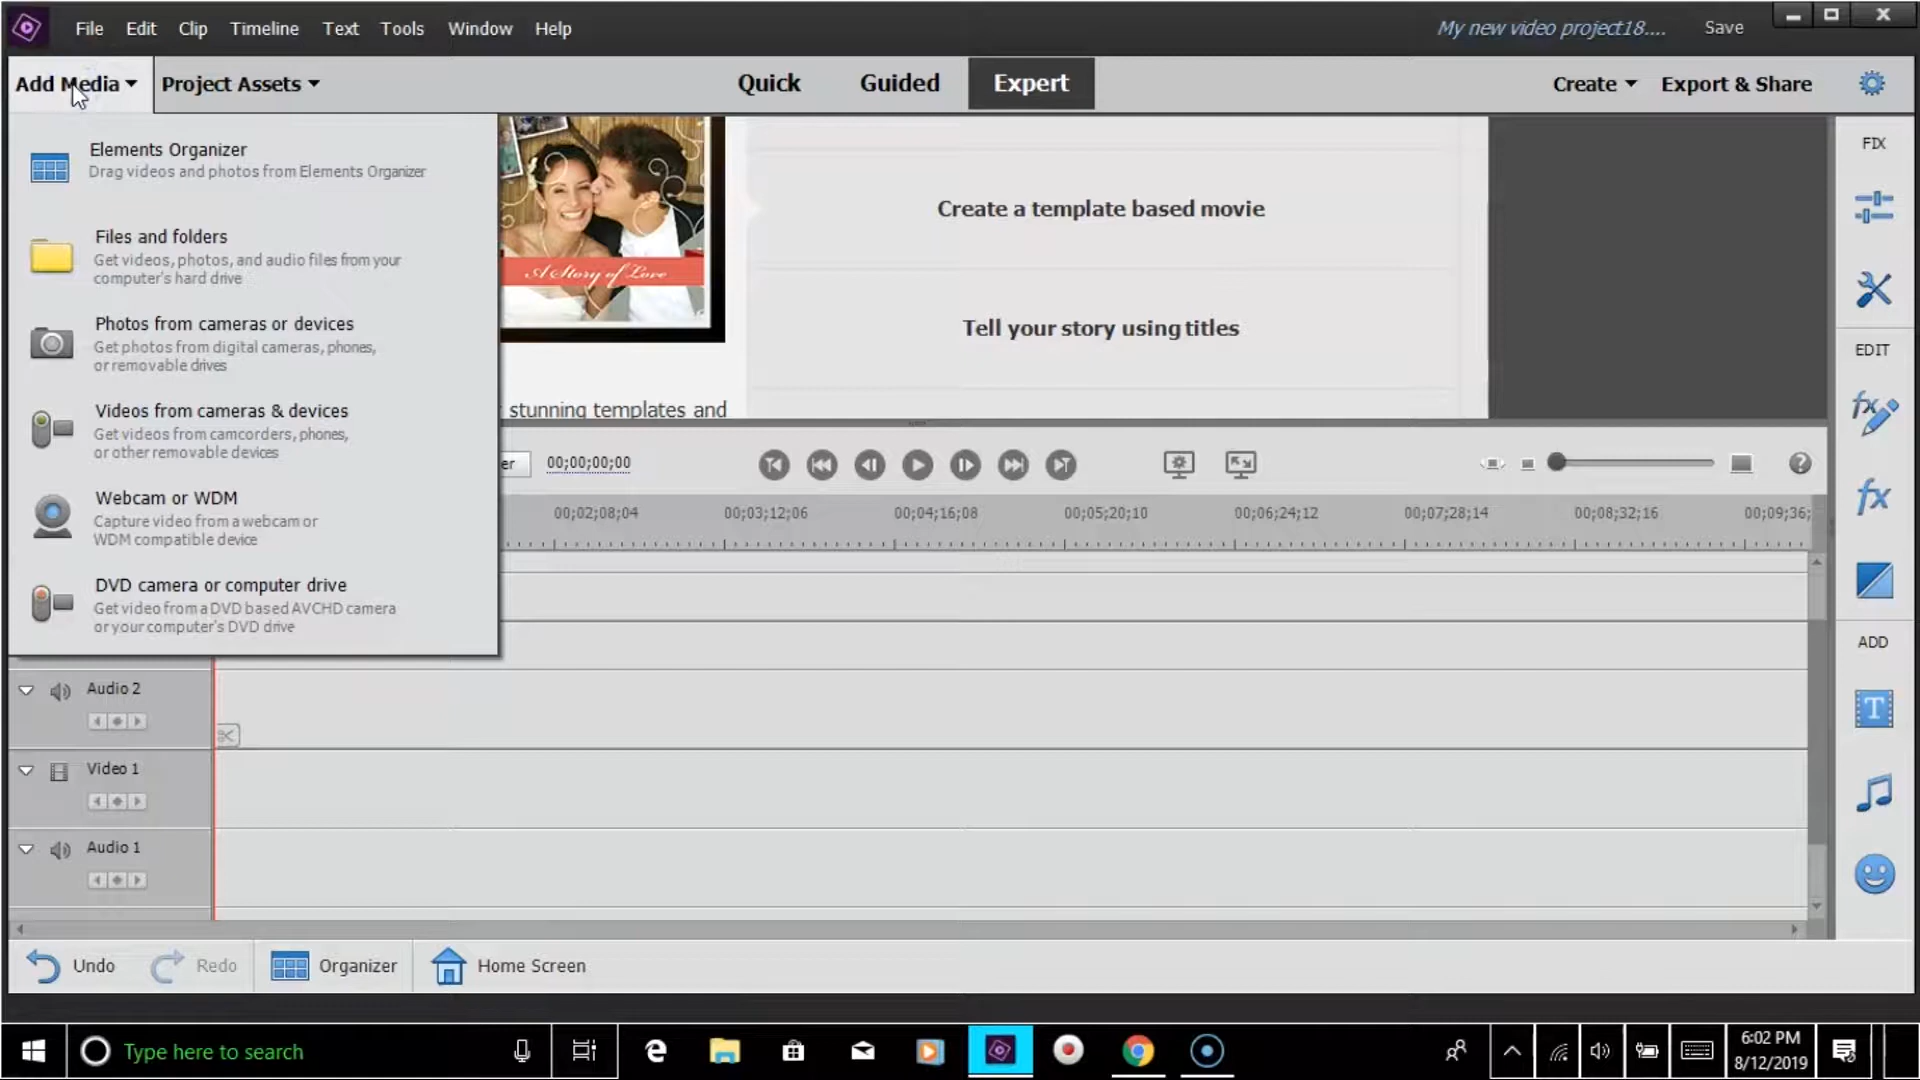 File Edit Clip Timeline Text Tools Window Help
My new video project18.... Save
Add Media Project Assets Quick Guided Expert Create Export & Share
Elements Organizer
Drag videos and photos from Elements Organizer
Files and folders
Get videos, photos, and audio files from your
computer's hard drive
Photos from cameras or devices
Get photos from digital cameras, phones,
or removable drives
Videos from cameras & devices
Get videos from camcorders, phones,
or other removable devices
Webcam or WDM
Capture video from a webcam or
WDM compatible device
DVD camera or computer drive
Get video from a DVD based AVCHD camera
or your computer's DVD drive
A Story of Love
stunning templates and
Create a template based movie
Tell your story using titles
FIX
EDIT
ADD
er 00;00;00;00
00;02;08;04 00;03;12;06 00;04;16;08 00;05;20;10 00;06;24;12 00;07;28;14 00;08;32;16 00;09;36;
Audio 2
Video 1
Audio 1
Undo Redo Organizer Home Screen
Type here to search
6:02 PM
8/12/2019